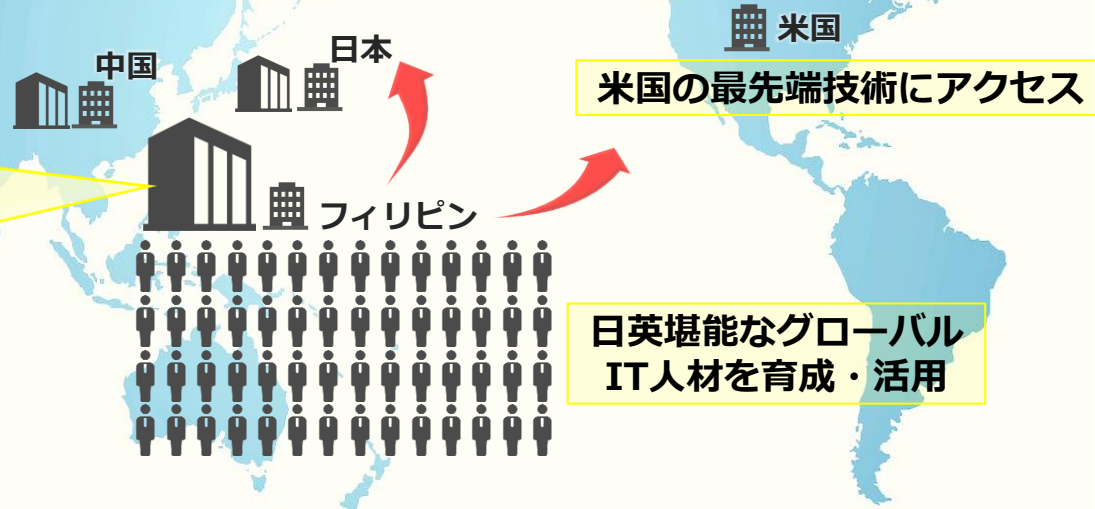 中国
日本
米国
米国の最先端技術にアクセス
フィリピン
日英堪能なグローバル
IT人材を育成・活用